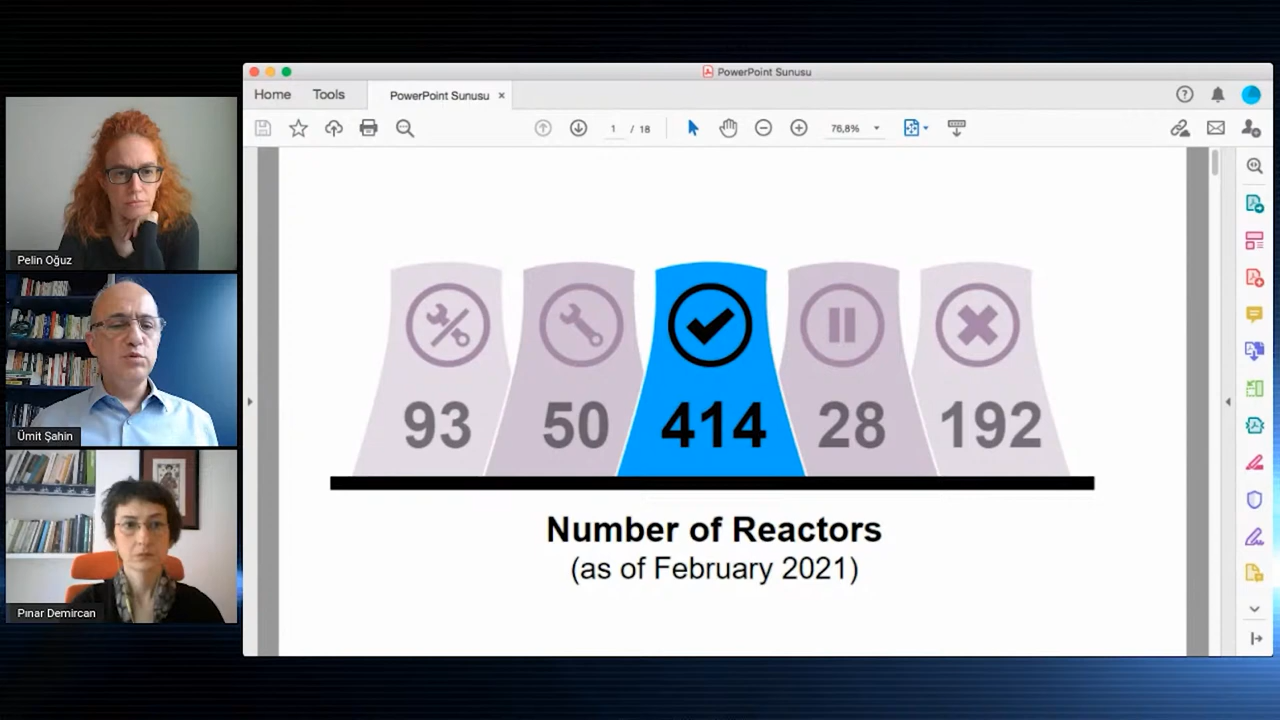 PowerPoint Sunusu
Home Tools PowerPoint Sunusu
1 / 18 76,8%
Pelin Oğuz
Ümit Şahin
Pınar Demircan
93 50 414 28 192
Number of Reactors
(as of February 2021)